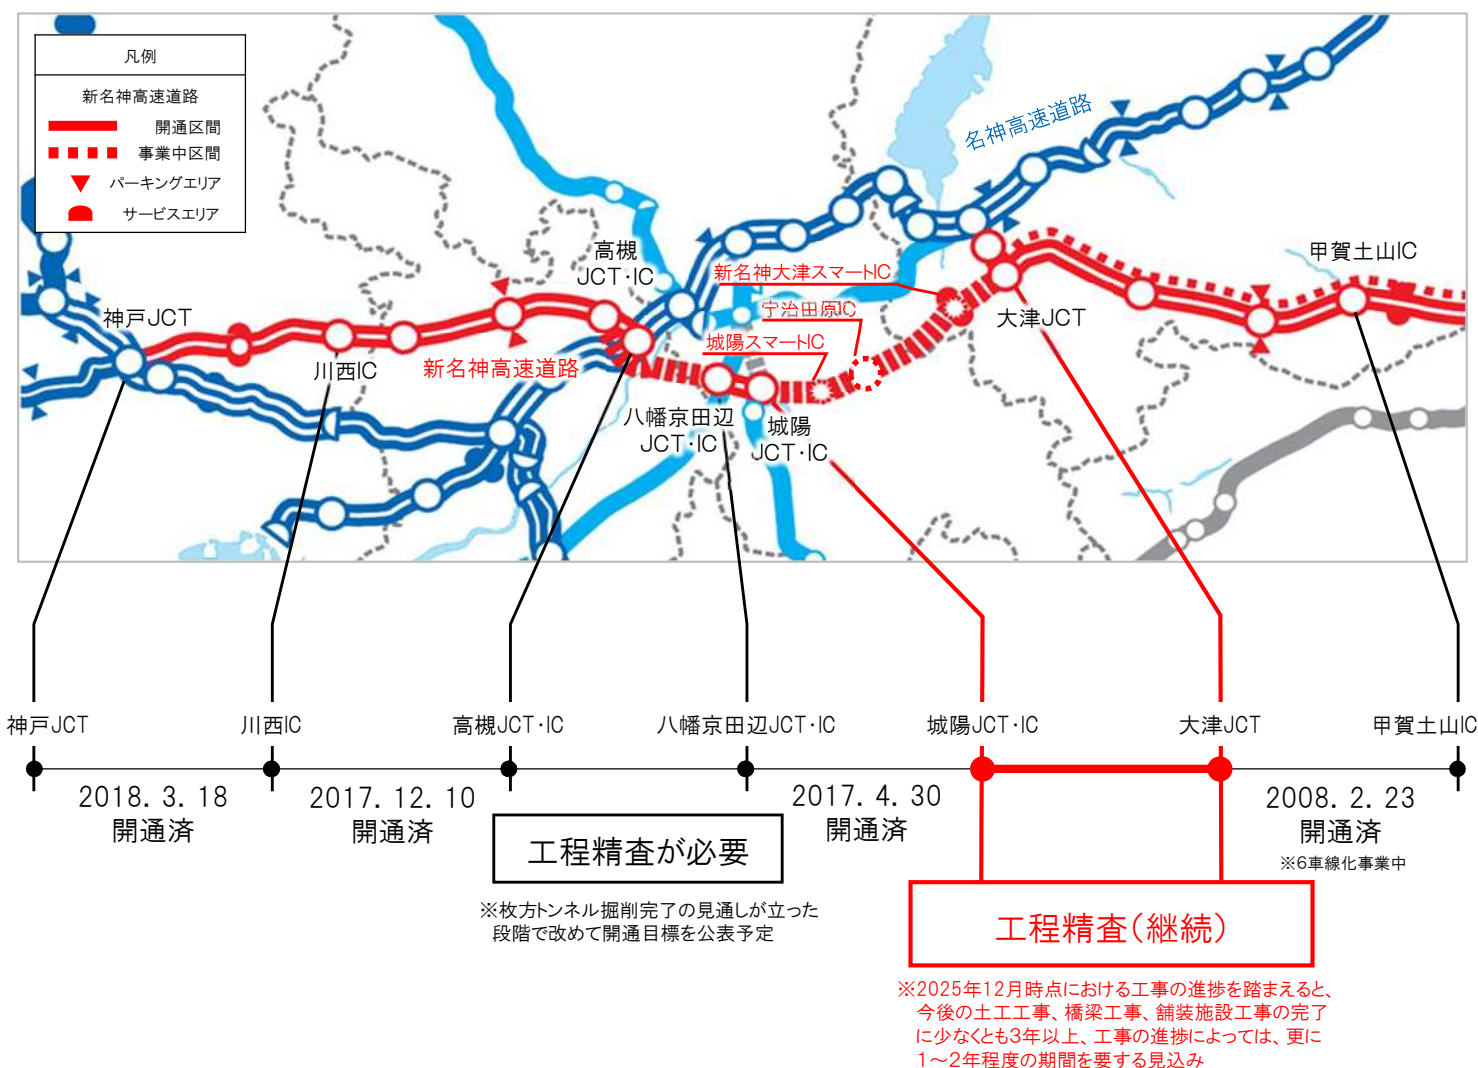 凡例
新名神高速道路
開通区間
事業中区間
パーキングエリア
サービスエリア
名神高速道路
高槻
JCT・IC
新名神大津スマートIC
宇治田原IC
城陽スマートIC
甲賀土山IC
神戸JCT
大津JCT
川西IC
新名神高速道路
八幡京田辺
JCT・IC
城陽
JCT・IC
神戸JCT
川西IC
高槻JCT・IC
八幡京田辺JCT・IC
城陽JCT・IC
大津JCT
甲賀土山IC
2018. 3. 18
開通済
2017. 12. 10
開通済
工程精査が必要
※枚方トンネル掘削完了の見通しが立った
段階で改めて開通目標を公表予定
2017. 4. 30
開通済
2008. 2. 23
開通済
※6車線化事業中
工程精査（継続）
※2025年12月時点における工事の進捗を踏まえると、
今後の土工工事、橋梁工事、舗装施設工事の完了
に少なくとも3年以上、工事の進捗によっては、更に
1～2年程度の期間を要する見込み